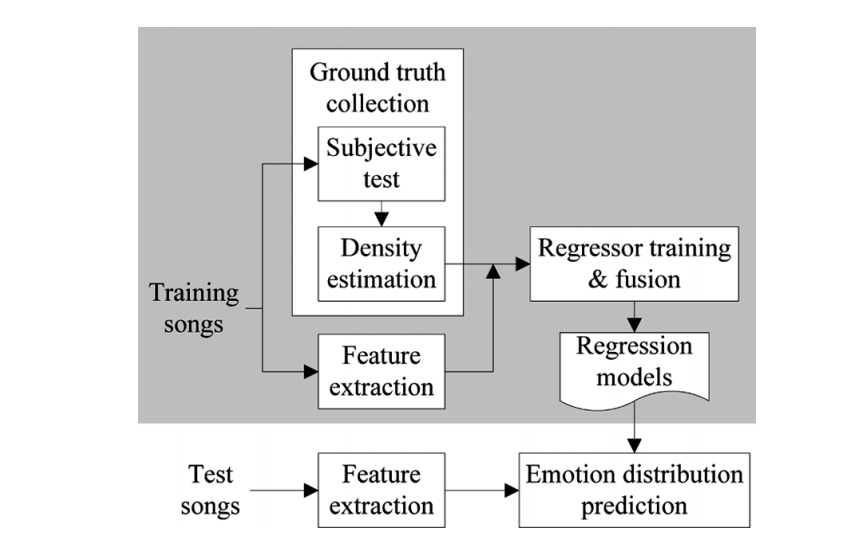 Ground truth
collection
Subjective
test
Density
estimation
Training
songs
Feature
extraction
Regressor training
& fusion
Regression
models
Test
songs
Feature
extraction
Emotion distribution
prediction